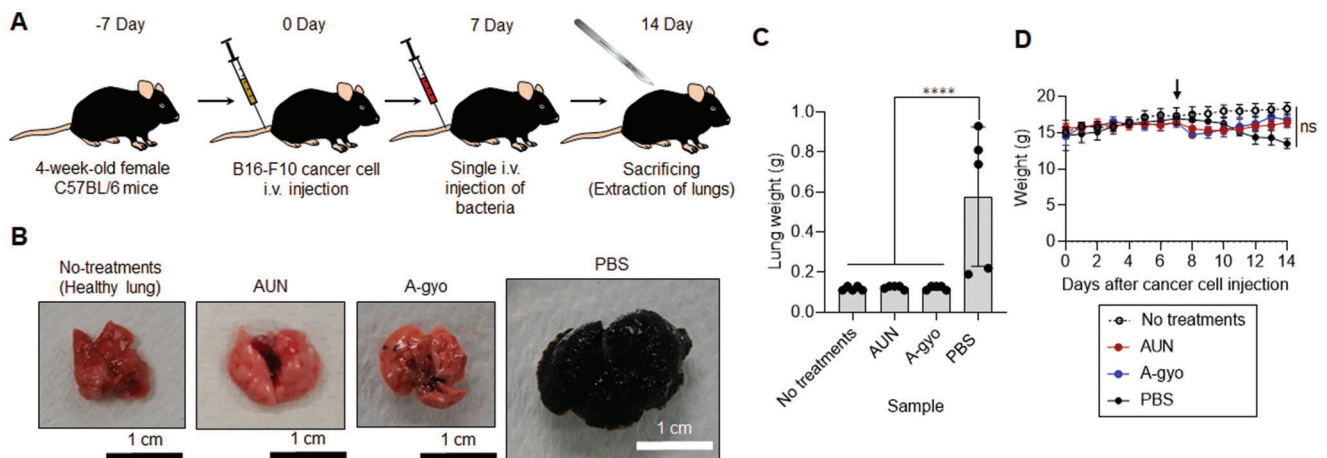 A
-7 Day
0 Day
7 Day
14 Day
4-week-old female
C57BL/6 mice
B16-F10 cancer cell
i.v. injection
Single i.v.
injection of
bacteria
Sacrificing
(Extraction of lungs)
B
No-treatments
(Healthy lung)
AUN
A-gyo
PBS
1 cm
1 cm
1 cm
1 cm
C
****
Lung weight (g)
1.0
0.8
0.6
0.4
0.2
0.0
No treatments
AUN
A-gyo
PBS
Sample
D
Weight (g)
20
15
10
5
0
ns
0 2 4 6 8 10 12 14
Days after cancer cell injection
No treatments
AUN
A-gyo
PBS